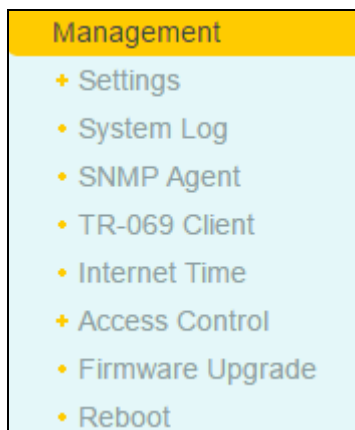 Management
Settings
System Log
SNMP Agent
TR-069 Client
Internet Time
Access Control
Firmware Upgrade
Reboot